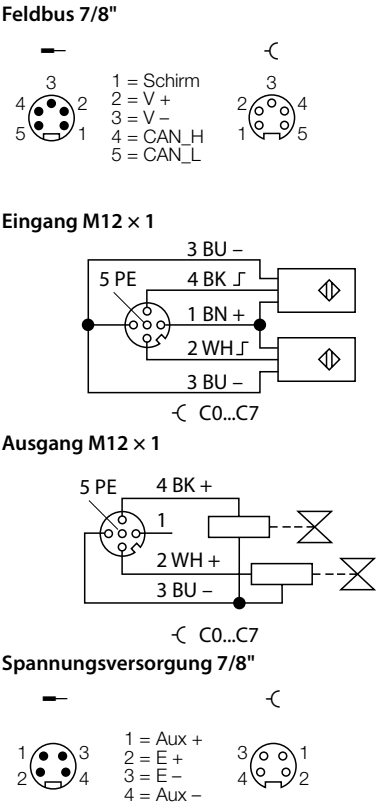 Feldbus 7/8"
3
4 2
5 1
1 = Schirm
2 = V +
3 = V –
4 = CAN_H
5 = CAN_L
3
2 4
1 5
Eingang M12 × 1
3 BU –
5 PE
4 BK
1 BN +
2 WH
3 BU –
C0...C7
Ausgang M12 × 1
5 PE
4 BK +
1
2 WH +
3 BU –
C0...C7
Spannungsversorgung 7/8"
1 3
2 4
1 = Aux +
2 = E +
3 = E –
4 = Aux –
3 1
4 2